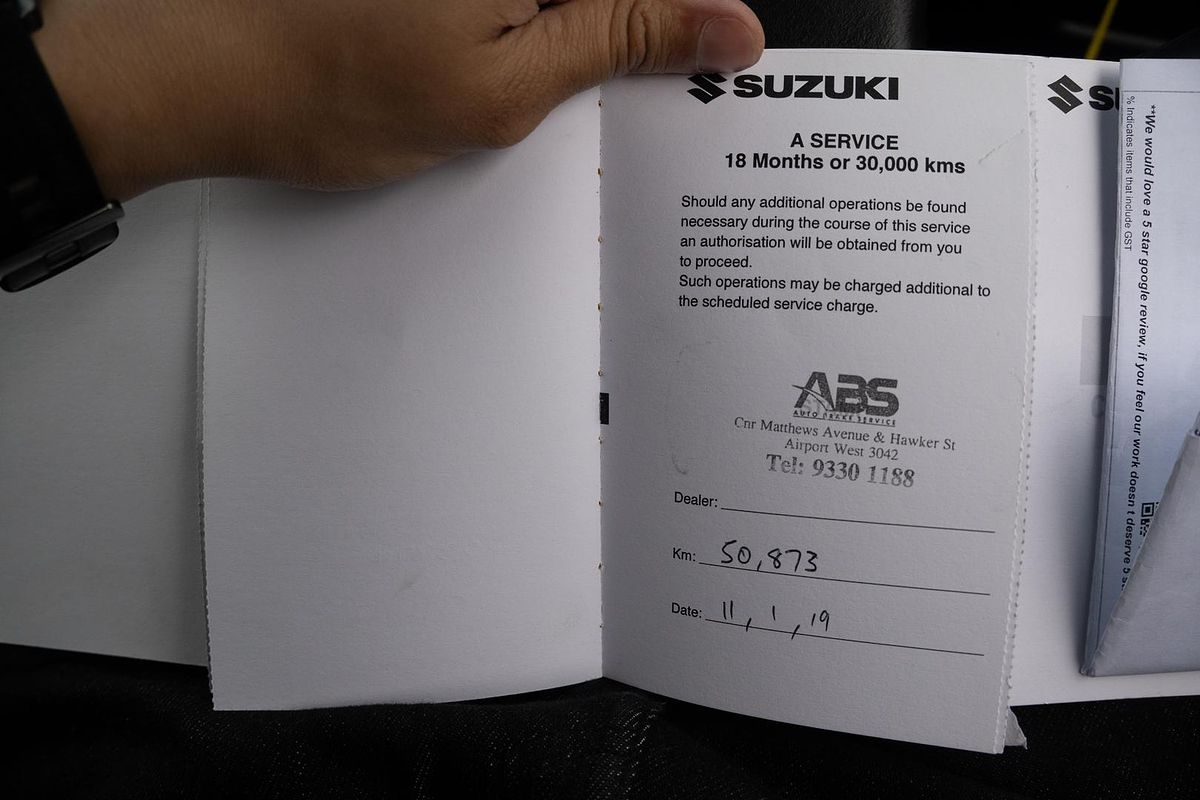 SUZUKI
A SERVICE
18 Months or 30,000 kms
Should any additional operations be found
necessary during the course of this service
an authorisation will be obtained from you
to proceed.
Such operations may be charged additional to
the scheduled service charge.
ABS
AUTO BRAKE SERVICE
Cnr Matthews Avenue & Hawker St
Airport West 3042
Tel: 9330 1188
Dealer:
Km: 50,873
Date: 11, 1, 19
SU
**We would love a 5 star google review, if you feel our work doesn t deserve 5 s
% Indicates items that include GST